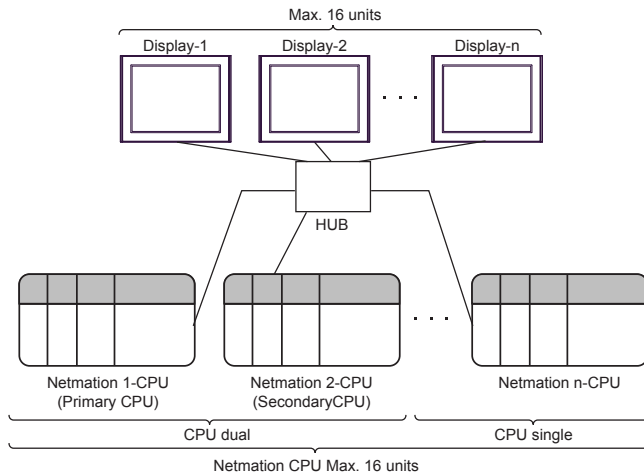 Max. 16 units
Display-1 Display-2 Display-n
. . .
HUB
. . .
Netmation 1-CPU Netmation 2-CPU Netmation n-CPU
(Primary CPU) (SecondaryCPU)
CPU dual CPU single
Netmation CPU Max. 16 units